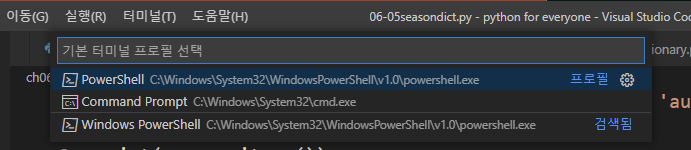 이동(G) 실행(R) 터미널(T) 도움말(H) 06-05seasondict.py - python for everyone - Visual Studio Coc
기본 터미널 프로필 선택
ionary.p
ch06
PowerShell C:\Windows\System32\WindowsPowerShell\v1.0\powershell.exe 프로필
'au
Command Prompt C:\Windows\System32\cmd.exe
Windows PowerShell C:\Windows\System32\WindowsPowerShell\v1.0\powershell.exe 검색됨